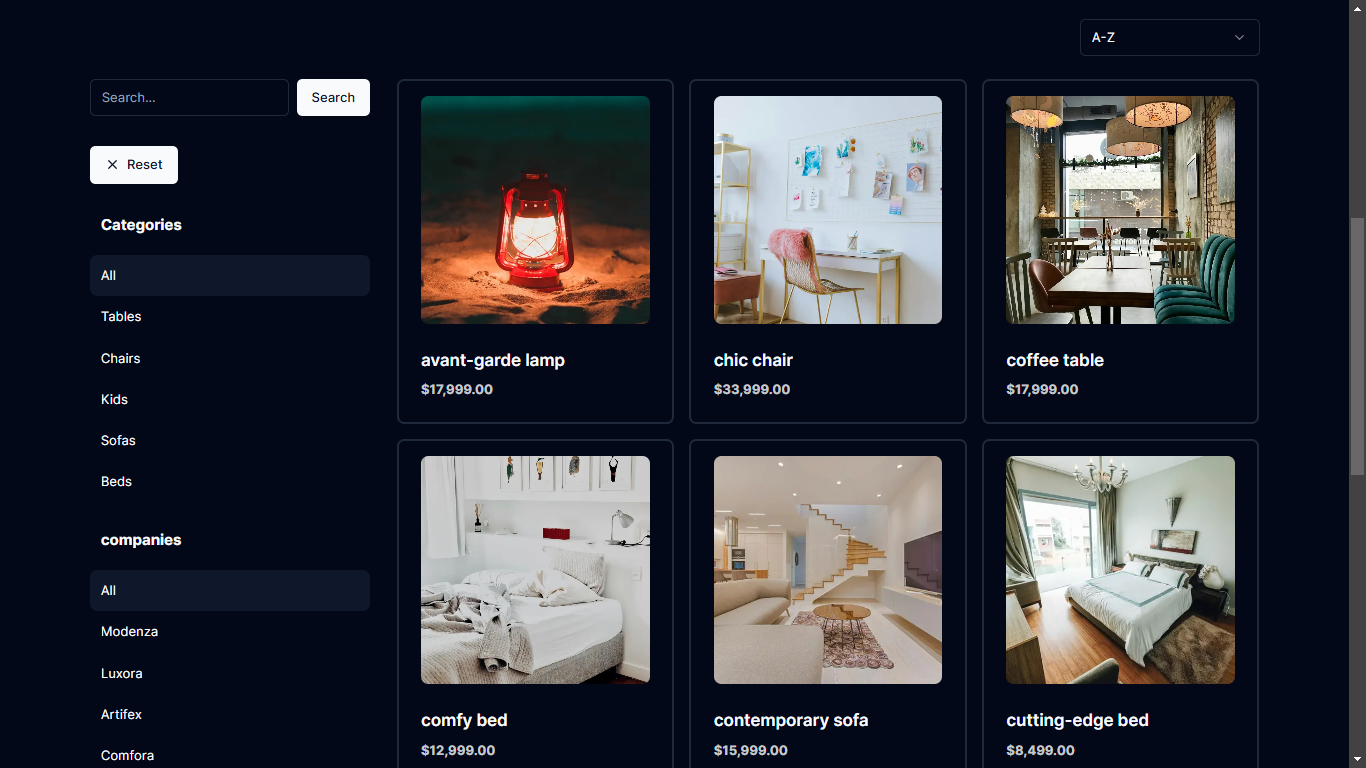 A-Z
Search...
Search
Reset
Categories
All
Tables
Chairs
Kids
Sofas
Beds
companies
All
Modenza
Luxora
Artifex
Comfora
avant-garde lamp
$17,999.00
chic chair
$33,999.00
coffee table
$17,999.00
comfy bed
$12,999.00
contemporary sofa
$15,999.00
cutting-edge bed
$8,499.00